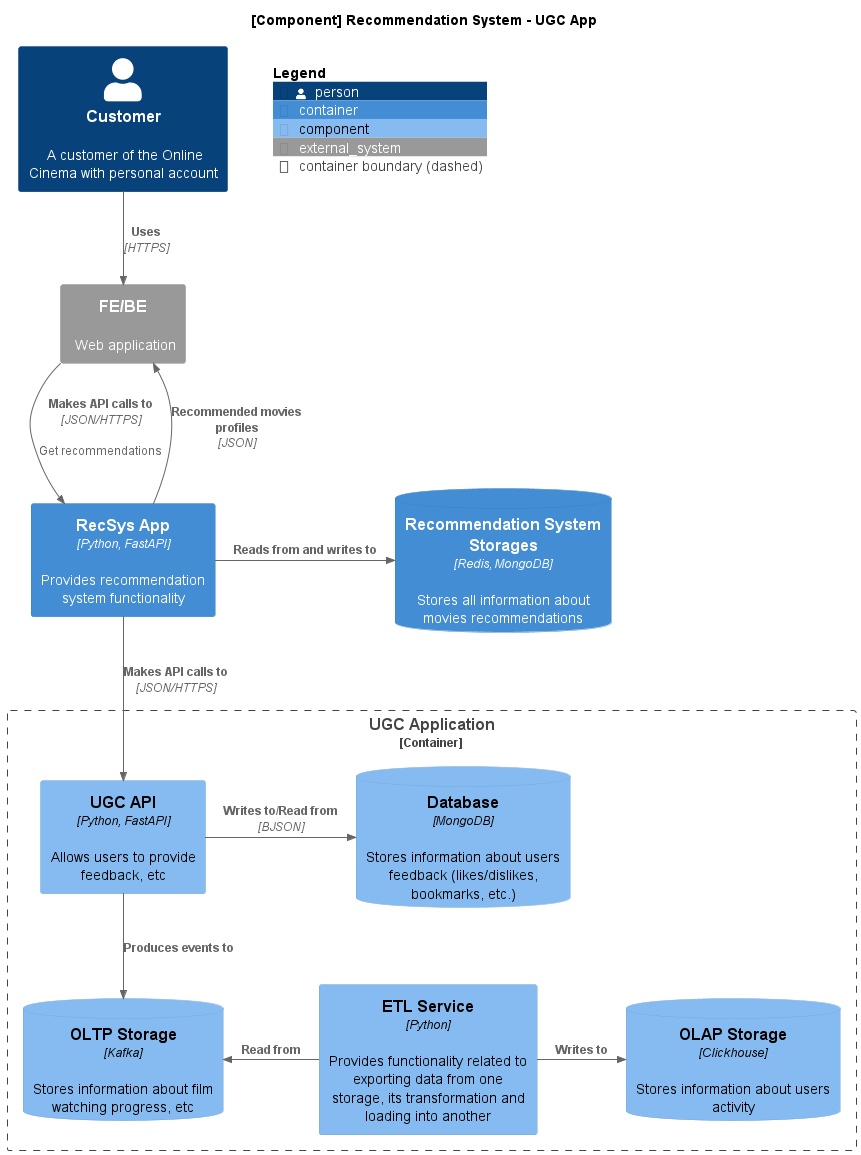 [Component] Recommendation System - UGC App
Customer
A customer of the Online
Cinema with personal account
Legend
person
container
component
external_system
container boundary (dashed)
Uses
[HTTPS]
FE/BE
Web application
Makes API calls to
[JSON/HTTPS]
Get recommendations
Recommended movies
profiles
[JSON]
RecSys App
[Python, FastAPI]
Provides recommendation
system functionality
Reads from and writes to
Recommendation System
Storages
[Redis, MongoDB]
Stores all information about
movies recommendations
Makes API calls to
[JSON/HTTPS]
UGC Application
[Container]
UGC API
[Python, FastAPI]
Allows users to provide
feedback, etc
Writes to/Read from
[BJSON]
Database
[MongoDB]
Stores information about users
feedback (likes/dislikes,
bookmarks, etc.)
Produces events to
OLTP Storage
[Kafka]
Stores information about film
watching progress, etc
Read from
ETL Service
[Python]
Provides functionality related to
exporting data from one
storage, its transformation and
loading into another
Writes to
OLAP Storage
[Clickhouse]
Stores information about users
activity